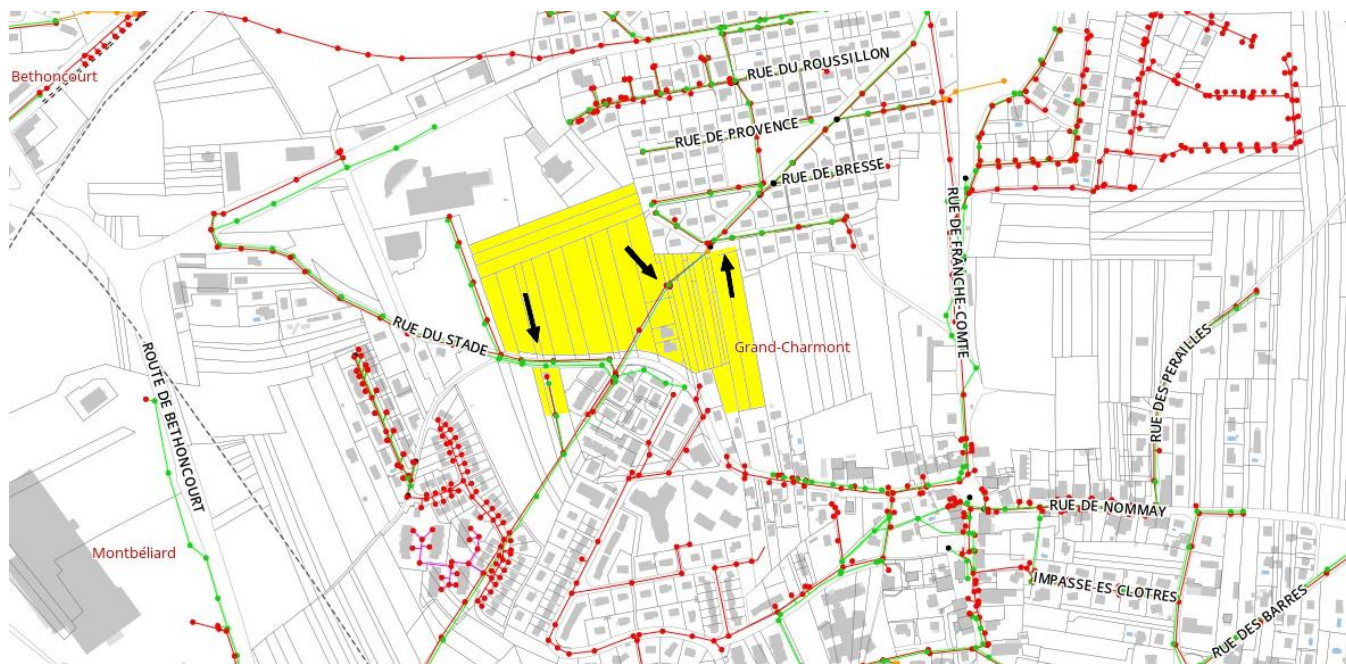 Bethoncourt
RUE DU ROUSSILLON
RUE DE PROVENCE
RUE DE BRESSE
RUE DE FRANCHE-COMTE
RUE DU STADE
Grand-Charmont
RUE DES PERAILLES
ROUTE DE BETHONCOURT
RUE DE NOMMAY
Montbéliard
IMPASSE ES CLOTRES
RUE DES BARRES